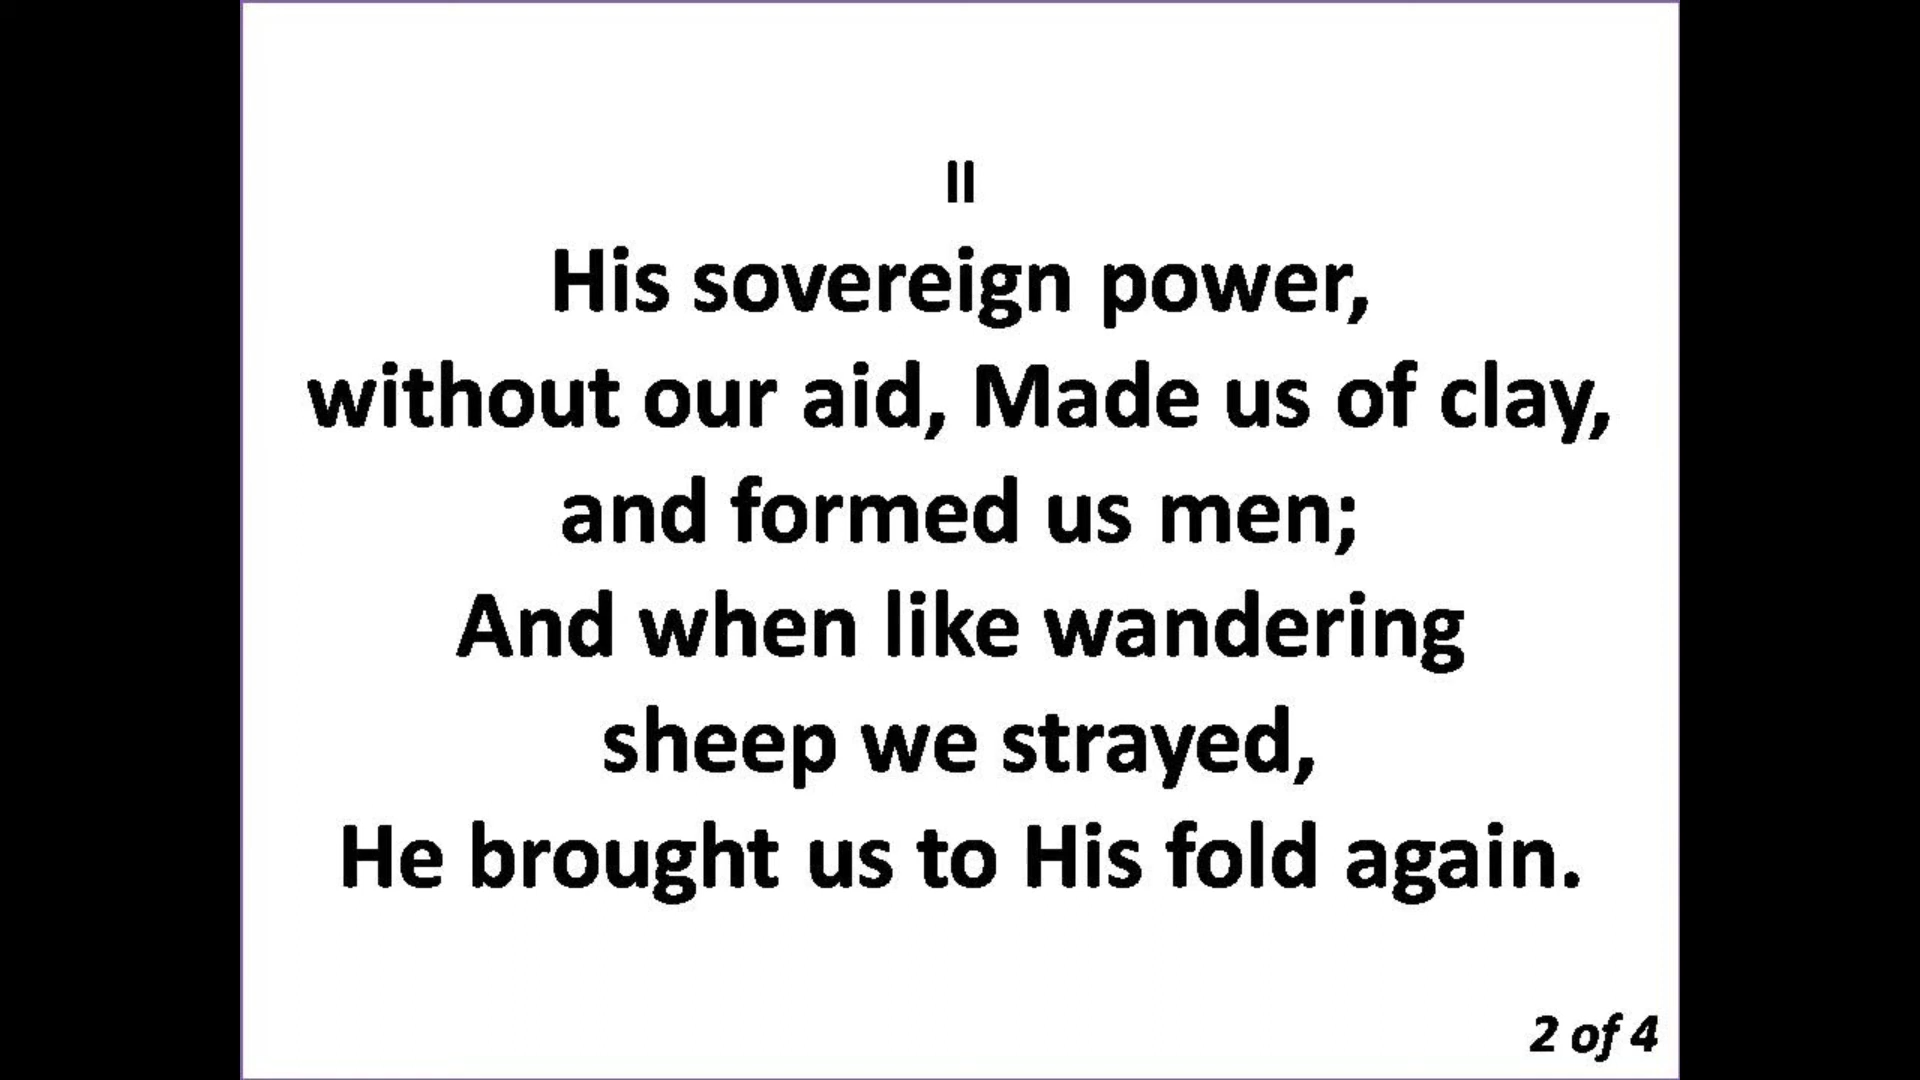 II
His sovereign power,
without our aid, Made us of clay,
and formed us men;
And when like wandering
sheep we strayed,
He brought us to His fold again.
2 of 4